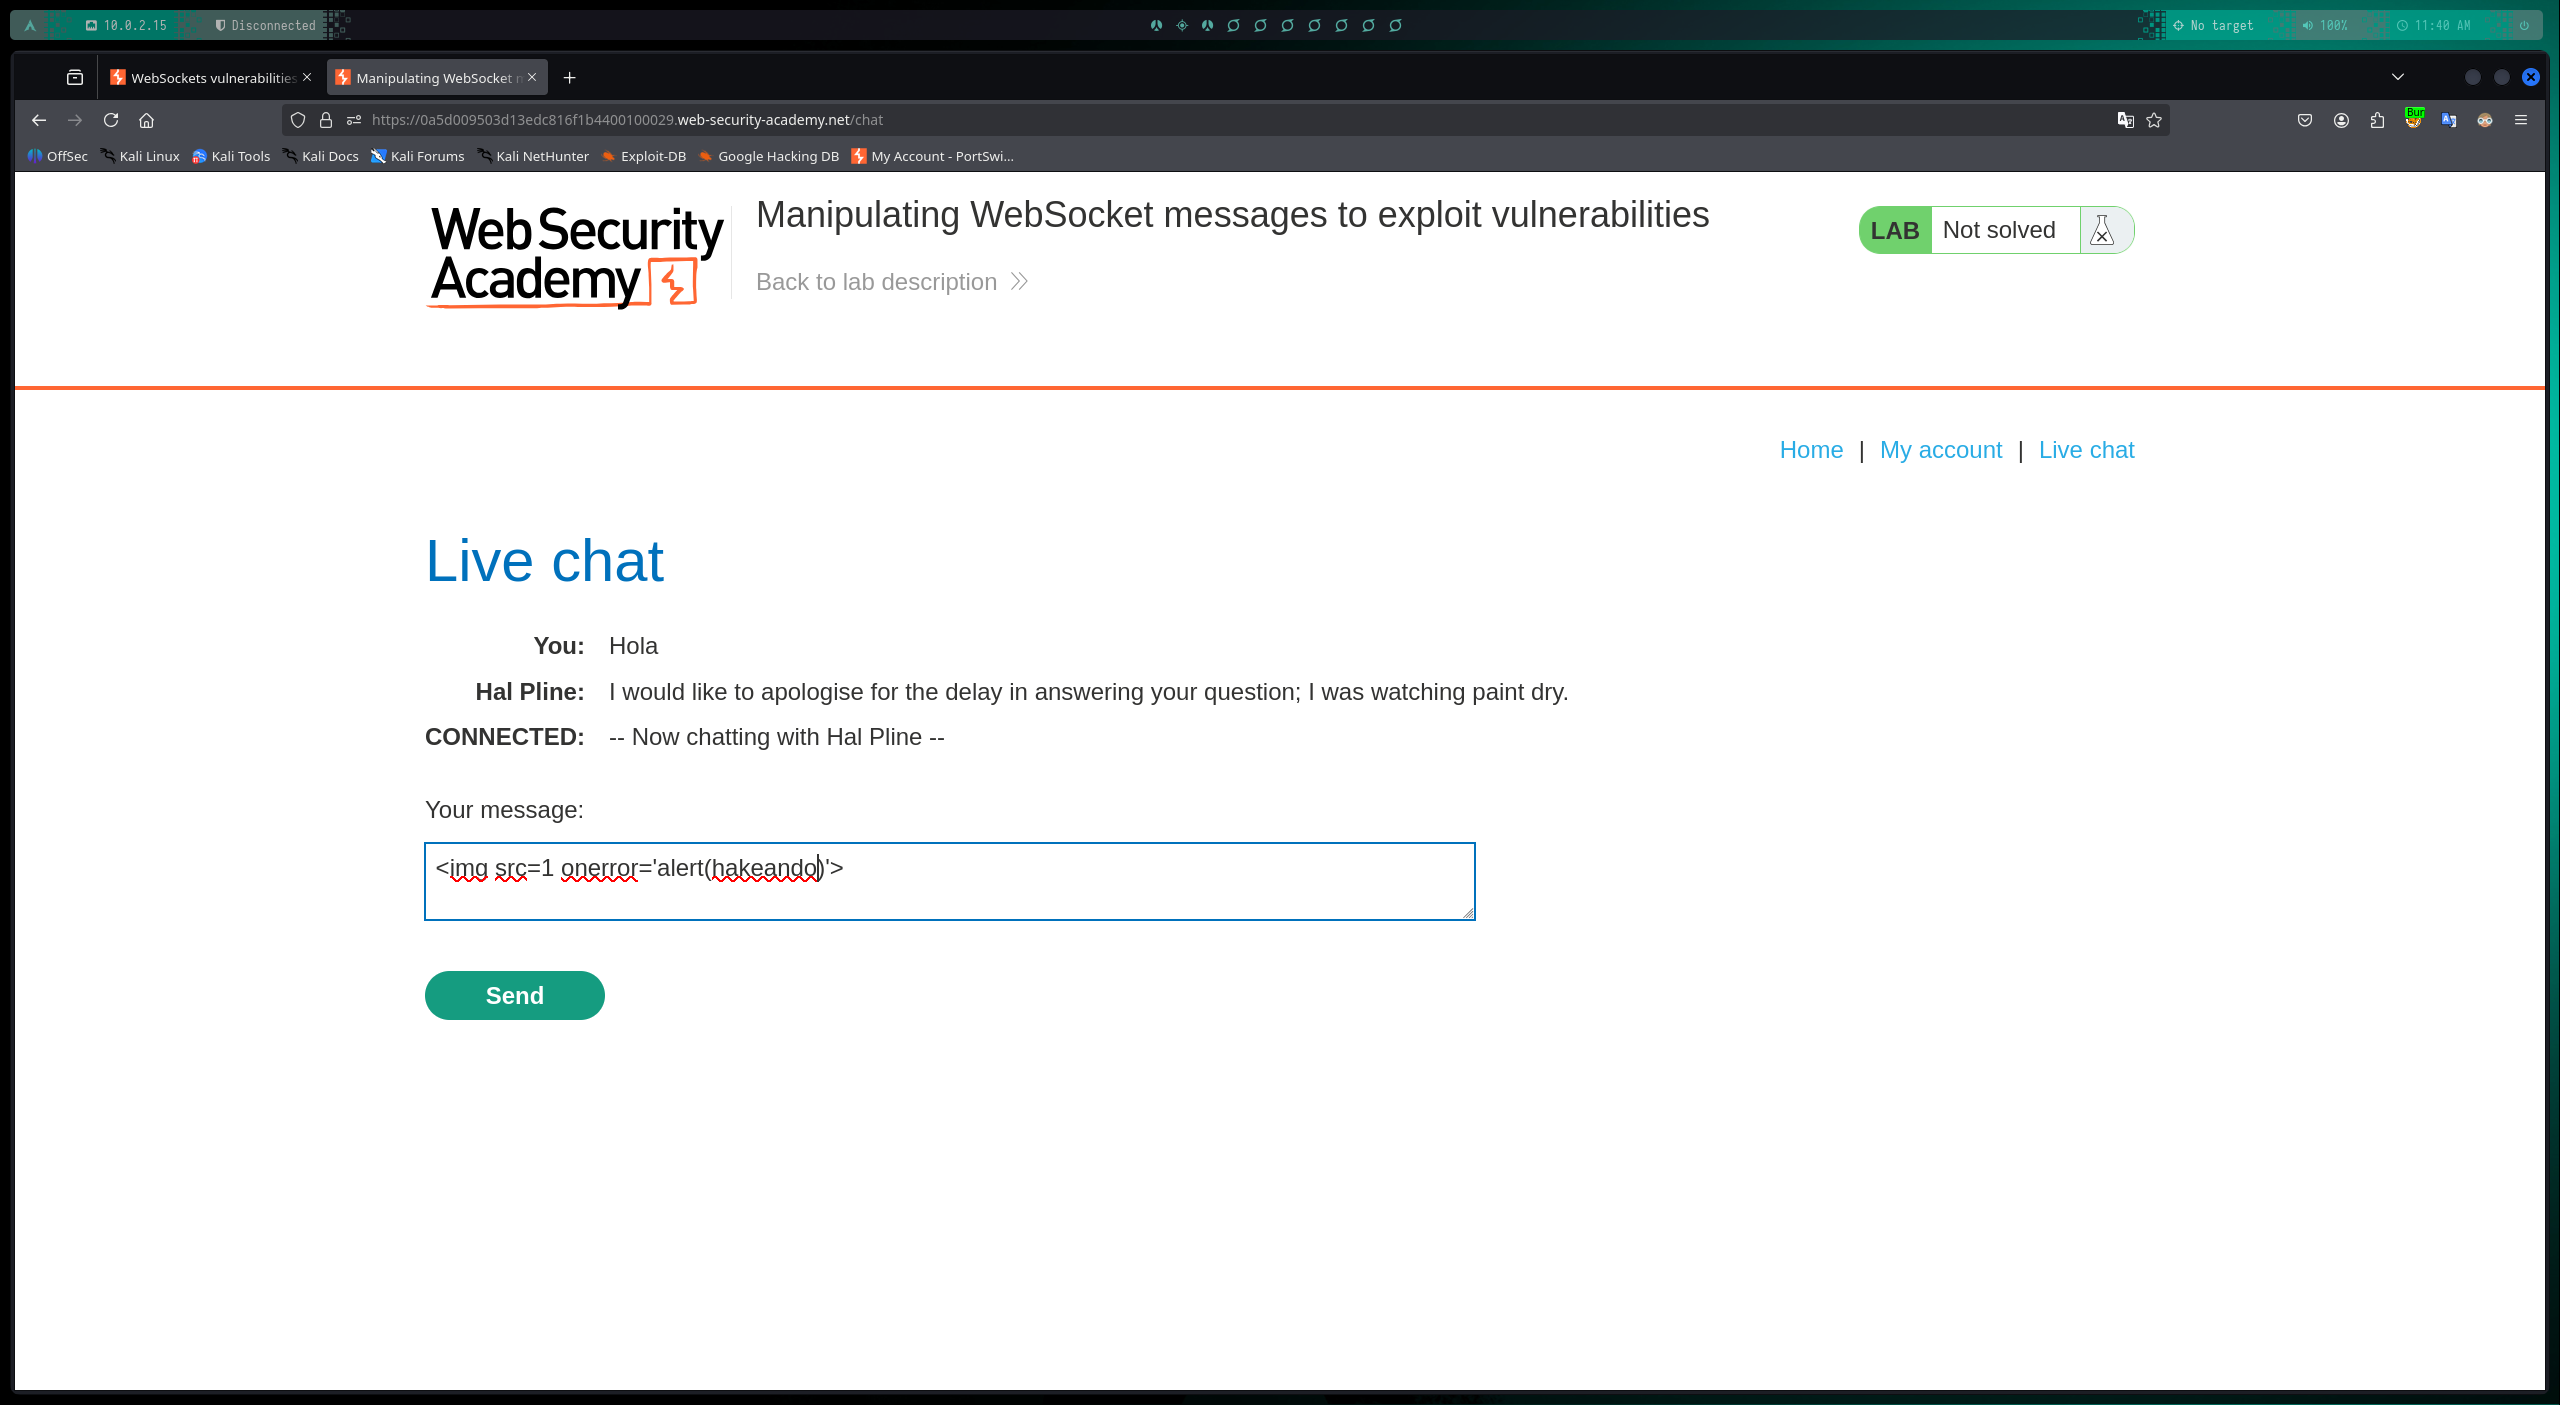 10.0.2.15 Disconnected No target 100% 11:40 AM
WebSockets vulnerabilities Manipulating WebSocket
https://0a5d009503d13edc816f1b4400100029.web-security-academy.net/chat
OffSec Kali Linux Kali Tools Kali Docs Kali Forums Kali NetHunter Exploit-DB Google Hacking DB My Account - PortSwi...
Web Security
Academy
Manipulating WebSocket messages to exploit vulnerabilities
Back to lab description
LAB Not solved
Home | My account | Live chat
Live chat
You: Hola
Hal Pline: I would like to apologise for the delay in answering your question; I was watching paint dry.
CONNECTED: -- Now chatting with Hal Pline --
Your message:
<img src=1 onerror='alert(hakeando)'>
Send